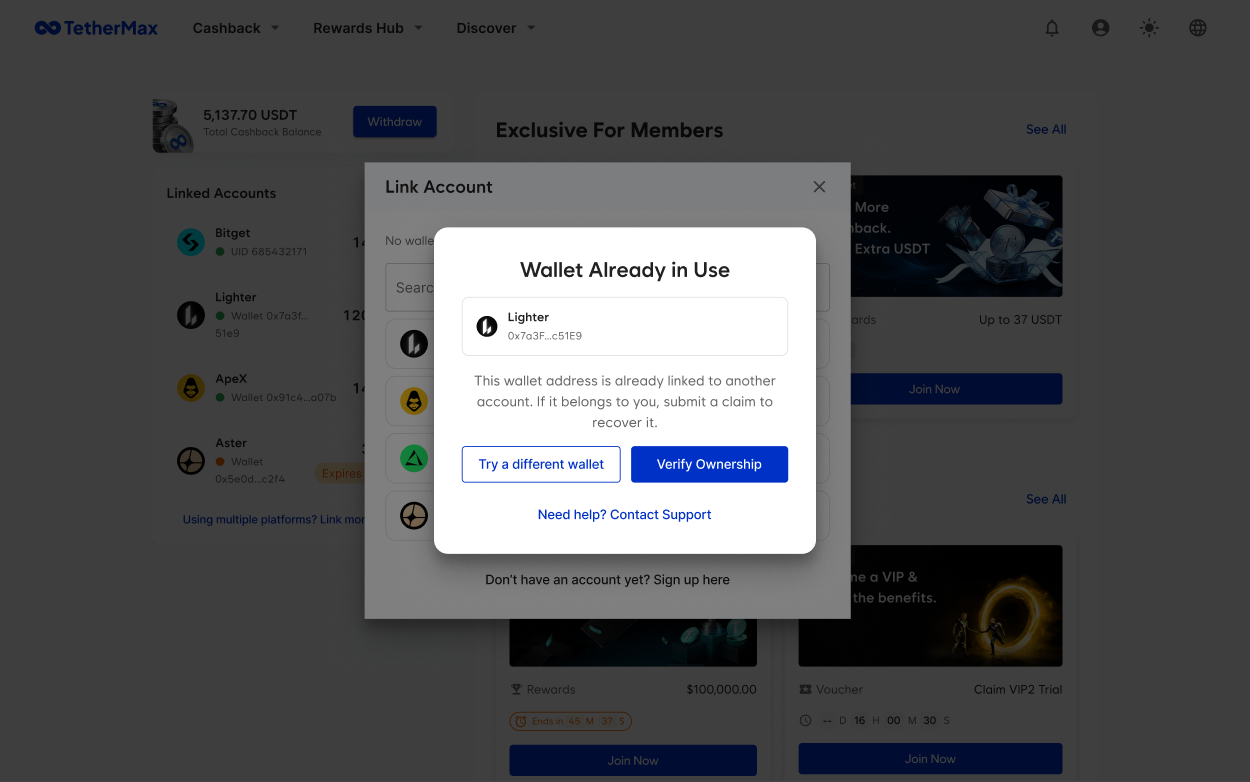 TetherMax
Cashback
Rewards Hub
Discover
5,137.70 USDT
Total Cashback Balance
Withdraw
Linked Accounts
Bitget
UID 685432171
Lighter
Wallet 0x7a3f...
51e9
120
ApeX
Wallet 0x91c4...a07b
Aster
Wallet
0x5e0d...c2f4
Expires
Using multiple platforms? Link mor
Exclusive For Members
See All
More
back.
Extra USDT
ards
Up to 37 USDT
Join Now
See All
me a VIP &
the benefits.
Rewards
$100,000.00
Ends in 45 M 37 S
Join Now
Voucher
Claim VIP2 Trial
-- D 16 H 00 M 30 S
Join Now
Link Account
No walle
Searc
Don't have an account yet? Sign up here
Wallet Already in Use
Lighter
0x7a3F...c51E9
This wallet address is already linked to another
account. If it belongs to you, submit a claim to
recover it.
Try a different wallet
Verify Ownership
Need help? Contact Support